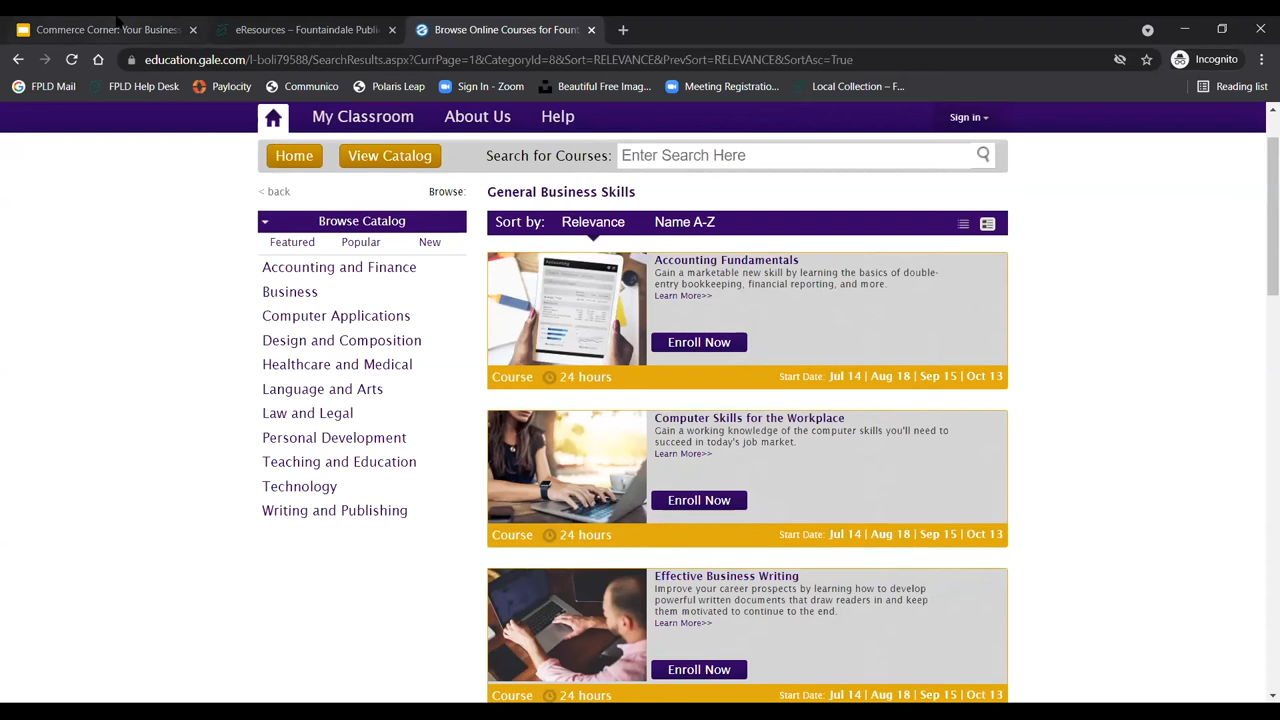 Commerce Corner: Your Business
eResources – Fountaindale Publi
Browse Online Courses for Fount
education.gale.com/l-boli79588/SearchResults.aspx?CurrPage=1&CategoryId=8&Sort=RELEVANCE&PrevSort=RELEVANCE&SortAsc=True
Incognito
FPLD Mail
FPLD Help Desk
Paylocity
Communico
Polaris Leap
Sign In - Zoom
Beautiful Free Imag...
Meeting Registratio...
Local Collection – F...
Reading list
My Classroom
About Us
Help
Sign in
Home
View Catalog
Search for Courses:
Enter Search Here
< back
Browse:
General Business Skills
Browse Catalog
Featured
Popular
New
Accounting and Finance
Business
Computer Applications
Design and Composition
Healthcare and Medical
Language and Arts
Law and Legal
Personal Development
Teaching and Education
Technology
Writing and Publishing
Sort by:
Relevance
Name A-Z
Accounting Fundamentals
Gain a marketable new skill by learning the basics of double-
entry bookkeeping, financial reporting, and more.
Learn More>>
Enroll Now
Course
24 hours
Start Date: Jul 14 | Aug 18 | Sep 15 | Oct 13
Computer Skills for the Workplace
Gain a working knowledge of the computer skills you'll need to
succeed in today's job market.
Learn More>>
Enroll Now
Course
24 hours
Start Date: Jul 14 | Aug 18 | Sep 15 | Oct 13
Effective Business Writing
Improve your career prospects by learning how to develop
powerful written documents that draw readers in and keep
them motivated to continue to the end.
Learn More>>
Enroll Now
Course
24 hours
Start Date: Jul 14 | Aug 18 | Sep 15 | Oct 13